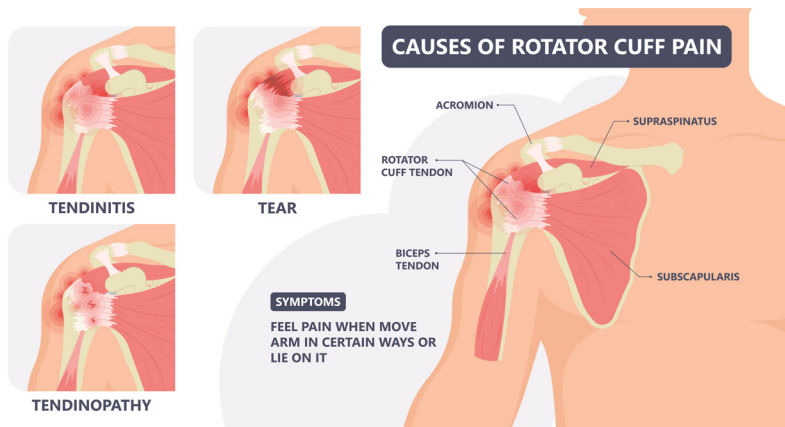 CAUSES OF ROTATOR CUFF PAIN
TENDINITIS
TEAR
TENDINOPATHY
ACROMION
SUPRASPINATUS
ROTATOR
CUFF TENDON
BICEPS
TENDON
SUBSCAPULARIS
SYMPTOMS
FEEL PAIN WHEN MOVE
ARM IN CERTAIN WAYS OR
LIE ON IT